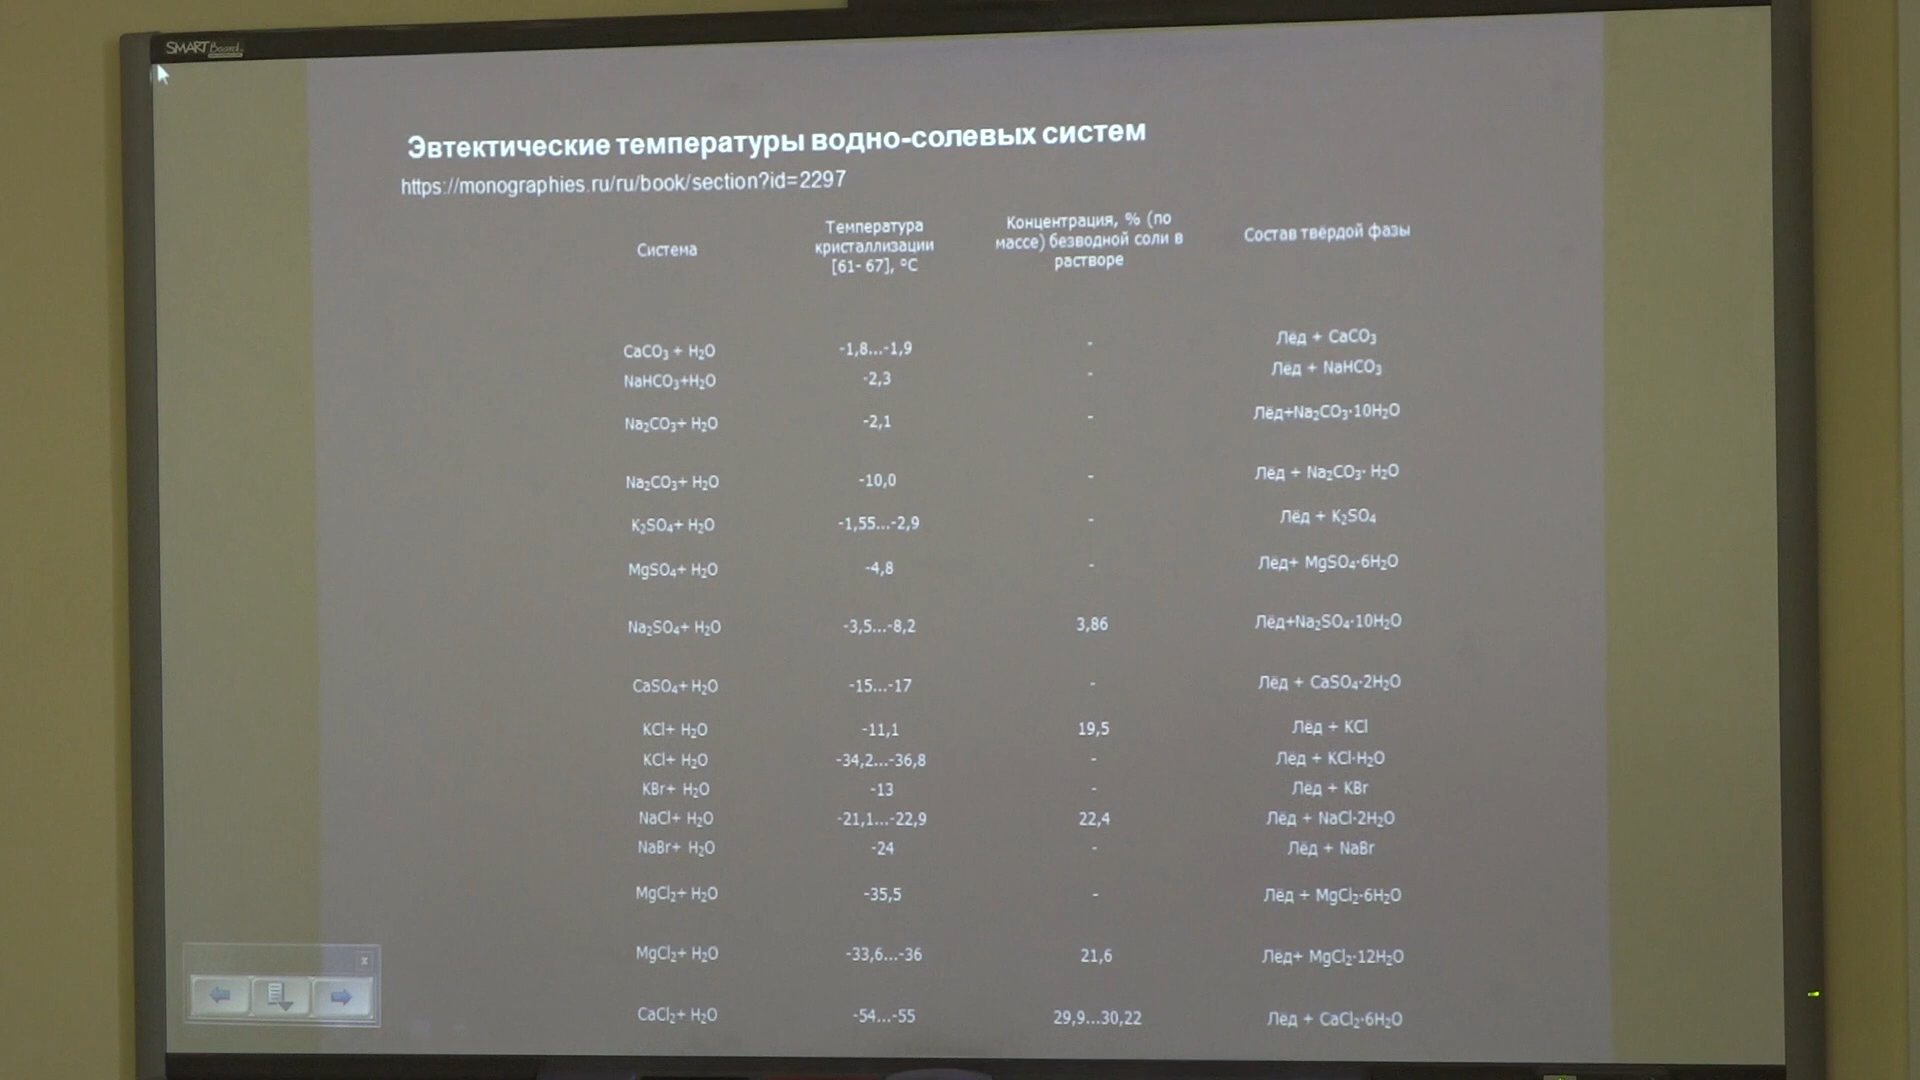 SMART Board
Эвтектические температуры водно-солевых систем
https://monographies.ru/ru/book/section?id=2297
Система Температура кристаллизации [61- 67], °C Концентрация, % (по массе) безводной соли в растворе Состав твёрдой фазы
CaCO₃ + H₂O -1,8...-1,9 - Лёд + CaCO₃
NaHCO₃+H₂O -2,3 - Лёд + NaHCO₃
Na₂CO₃+ H₂O -2,1 - Лёд+Na₂CO₃·10H₂O
Na₂CO₃+ H₂O -10,0 - Лёд + Na₂CO₃· H₂O
K₂SO₄+ H₂O -1,55...-2,9 - Лёд + K₂SO₄
MgSO₄+ H₂O -4,8 - Лёд+ MgSO₄·6H₂O
Na₂SO₄+ H₂O -3,5...-8,2 3,86 Лёд+Na₂SO₄·10H₂O
CaSO₄+ H₂O -15...-17 - Лёд + CaSO₄·2H₂O
KCl+ H₂O -11,1 19,5 Лёд + KCl
KCl+ H₂O -34,2...-36,8 - Лёд + KCl·H₂O
KBr+ H₂O -13 - Лёд + KBr
NaCl+ H₂O -21,1...-22,9 22,4 Лёд + NaCl·2H₂O
NaBr+ H₂O -24 - Лёд + NaBr
MgCl₂+ H₂O -35,5 - Лёд + MgCl₂·6H₂O
MgCl₂+ H₂O -33,6...-36 21,6 Лёд+ MgCl₂·12H₂O
CaCl₂+ H₂O -54...-55 29,9...30,22 Лед + CaCl₂·6H₂O